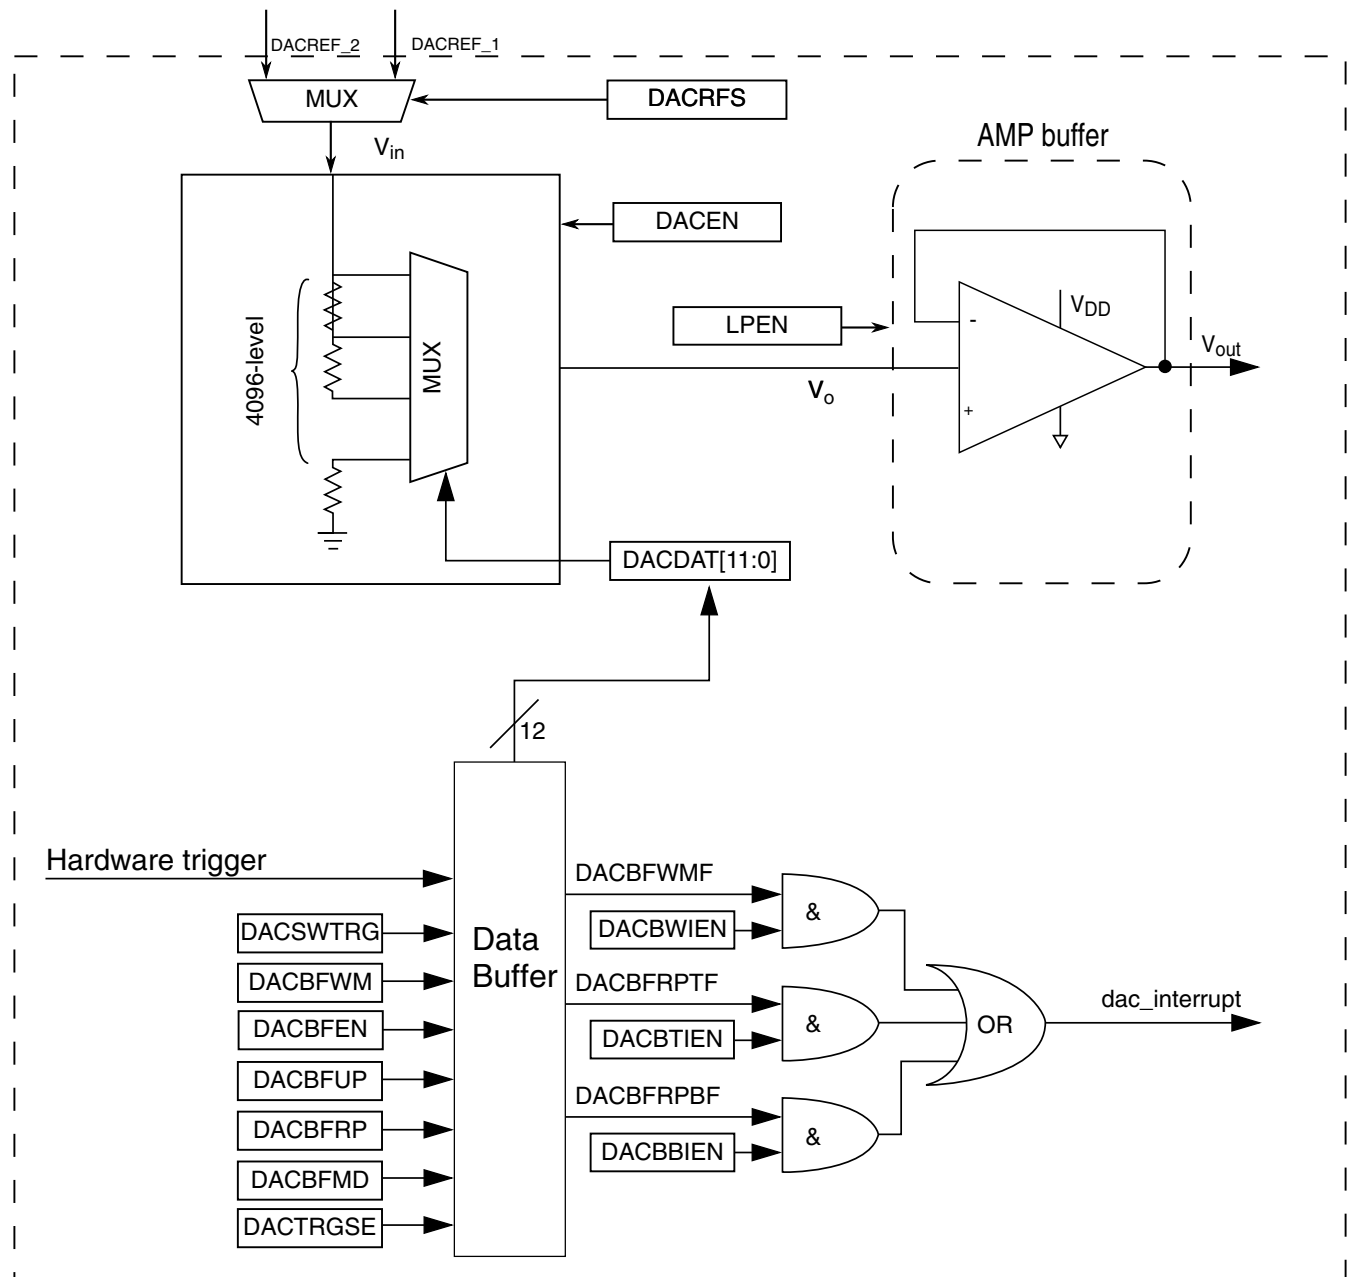 DACREF_2
DACREF_1
MUX
DACRFS
Vin
AMP buffer
DACEN
LPEN
VDD
-
+
4096-level
MUX
Vo
Vout
DACDAT[11:0]
12
Hardware trigger
DACSWTRG
DACBFWM
DACBFEN
DACBFUP
DACBFRP
DACBFMD
DACTRGSE
Data
Buffer
DACBFWMF
DACBWIEN
&
DACBFRPTF
DACBTIEN
&
DACBFRPBF
DACBBIEN
&
OR
dac_interrupt